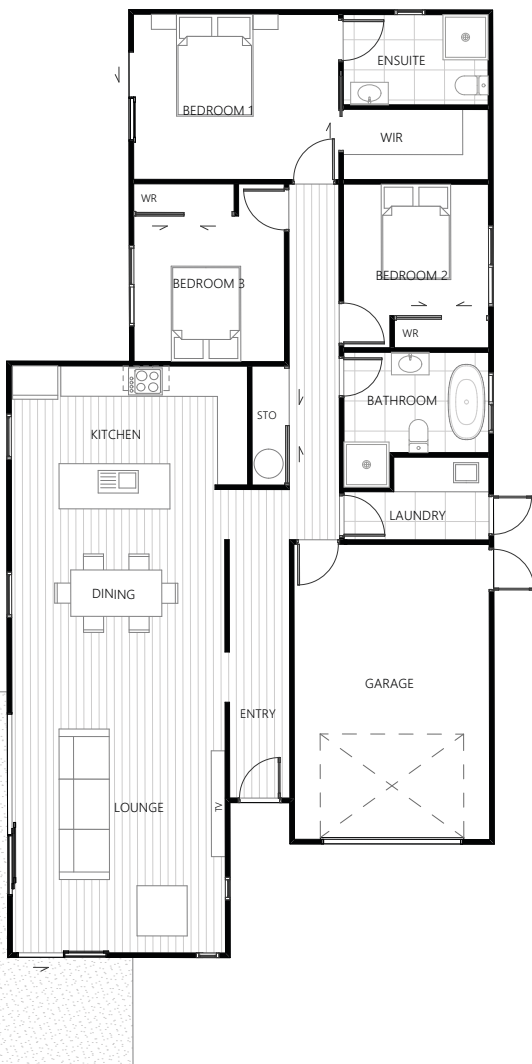 ENSUITE
BEDROOM 1
WIR
WR
BEDROOM 2
BEDROOM 3
WR
BATHROOM
STO
KITCHEN
LAUNDRY
DINING
GARAGE
ENTRY
LOUNGE
TV